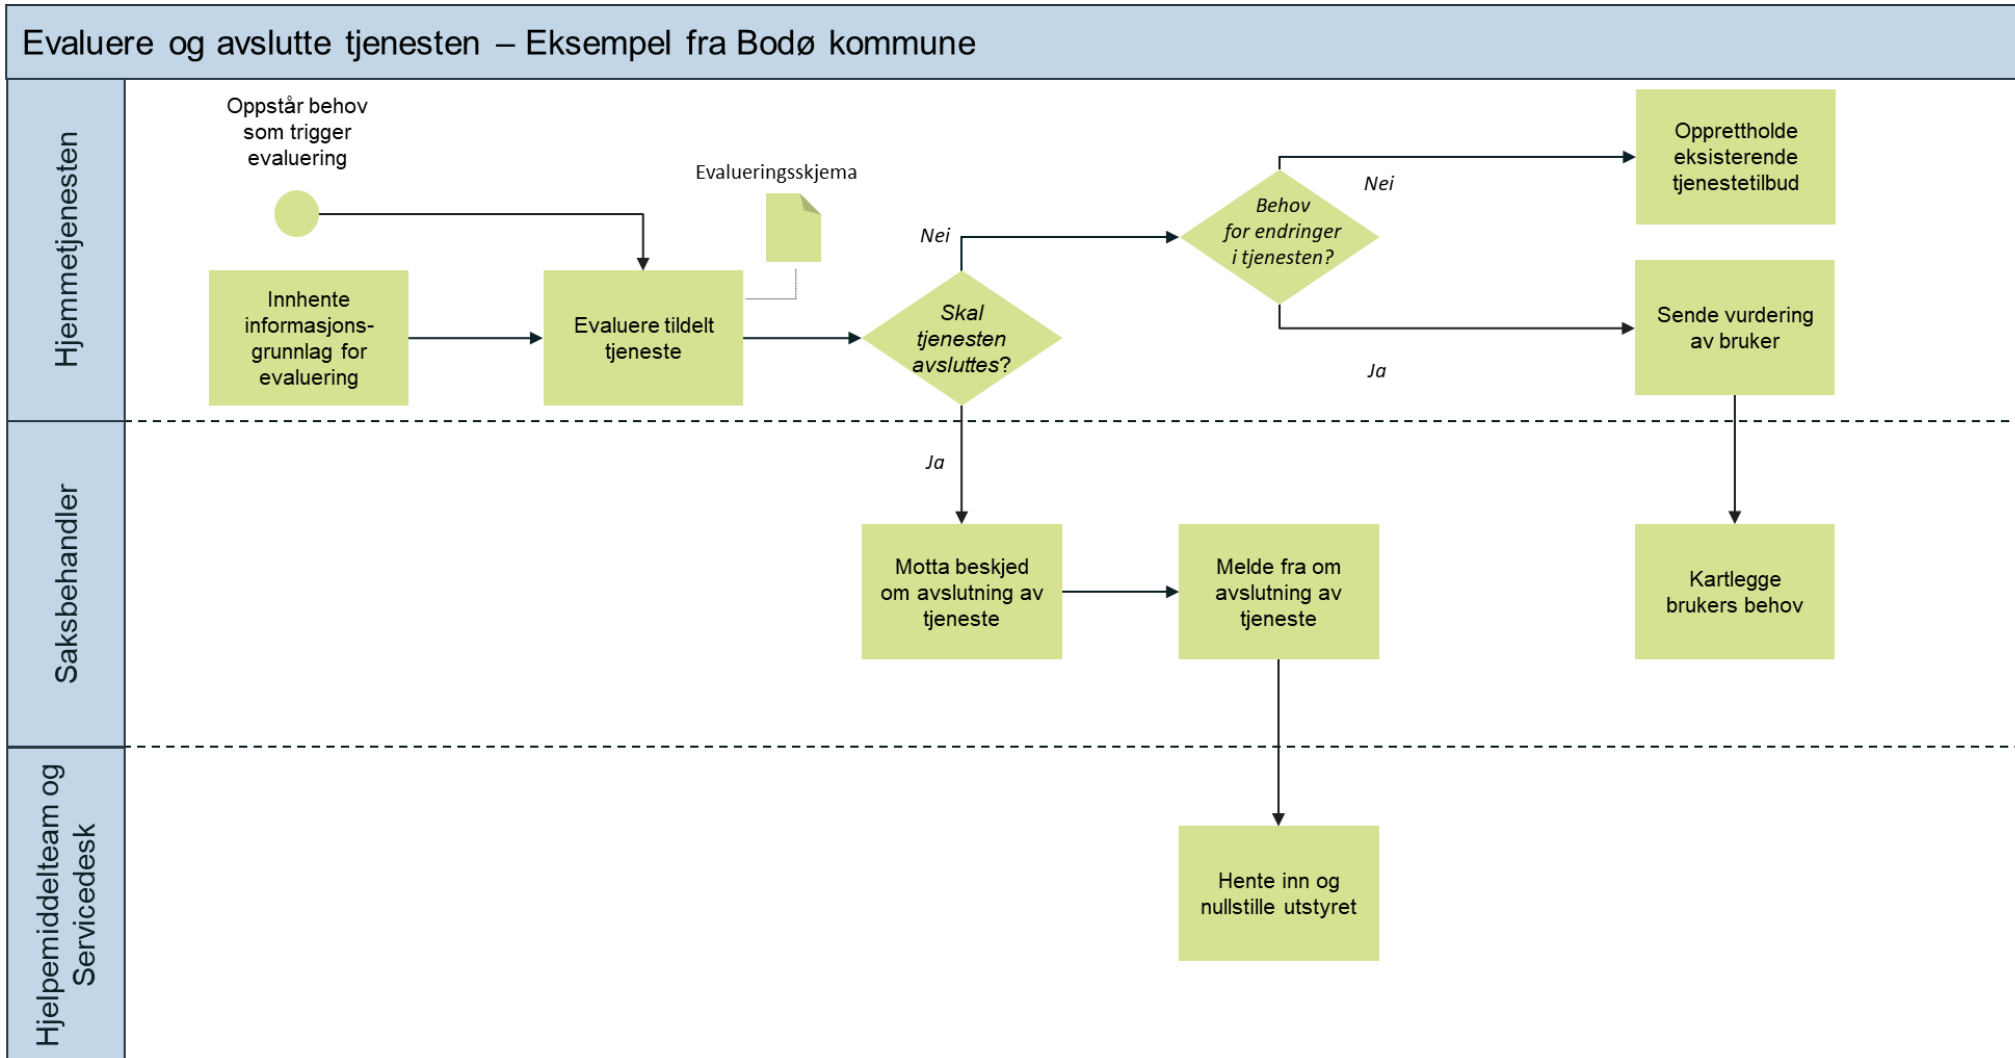 Evaluere og avslutte tjenesten – Eksempel fra Bodø kommune
Hjemmetjenesten
Oppstår behov
som trigger
evaluering
Innhente
informasjons-
grunnlag for
evaluering
Evaluere tildelt
tjeneste
Evalueringsskjema
Skal
tjenesten
avsluttes?
Nei
Ja
Behov
for endringer
i tjenesten?
Nei
Ja
Opprettholde
eksisterende
tjenestetilbud
Sende vurdering
av bruker
Saksbehandler
Motta beskjed
om avslutning av
tjeneste
Melde fra om
avslutning av
tjeneste
Kartlegge
brukers behov
Hjelpemiddelteam og
Servicedesk
Hente inn og
nullstille utstyret